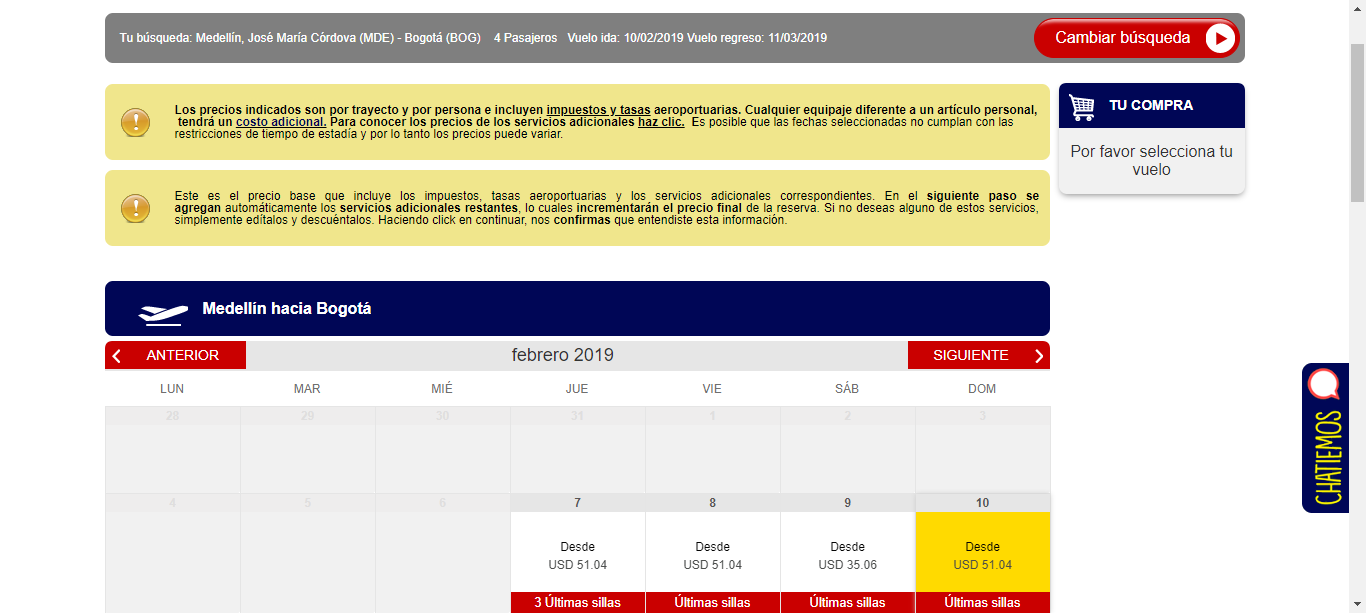 Tu búsqueda: Medellín, José María Córdova (MDE) - Bogotá (BOG) 4 Pasajeros Vuelo ida: 10/02/2019 Vuelo regreso: 11/03/2019
Cambiar búsqueda
Los precios indicados son por trayecto y por persona e incluyen impuestos y tasas aeroportuarias. Cualquier equipaje diferente a un artículo personal,
tendrá un costo adicional. Para conocer los precios de los servicios adicionales haz clic. Es posible que las fechas seleccionadas no cumplan con las
restricciones de tiempo de estadía y por lo tanto los precios puede variar.
TU COMPRA
Por favor selecciona tu
vuelo
Este es el precio base que incluye los impuestos, tasas aeroportuarias y los servicios adicionales correspondientes. En el siguiente paso se
agregan automáticamente los servicios adicionales restantes, lo cuales incrementarán el precio final de la reserva. Si no deseas alguno de estos servicios,
simplemente edítalos y descuéntalos. Haciendo click en continuar, nos confirmas que entendiste esta información.
Medellín hacia Bogotá
ANTERIOR febrero 2019 SIGUIENTE
LUN MAR MIÉ JUE VIE SÁB DOM
28 29 30 31 1 2 3
4 5 6 7 8 9 10
Desde Desde Desde Desde
USD 51.04 USD 51.04 USD 35.06 USD 51.04
3 Últimas sillas Últimas sillas Últimas sillas Últimas sillas
CHATIEMOS